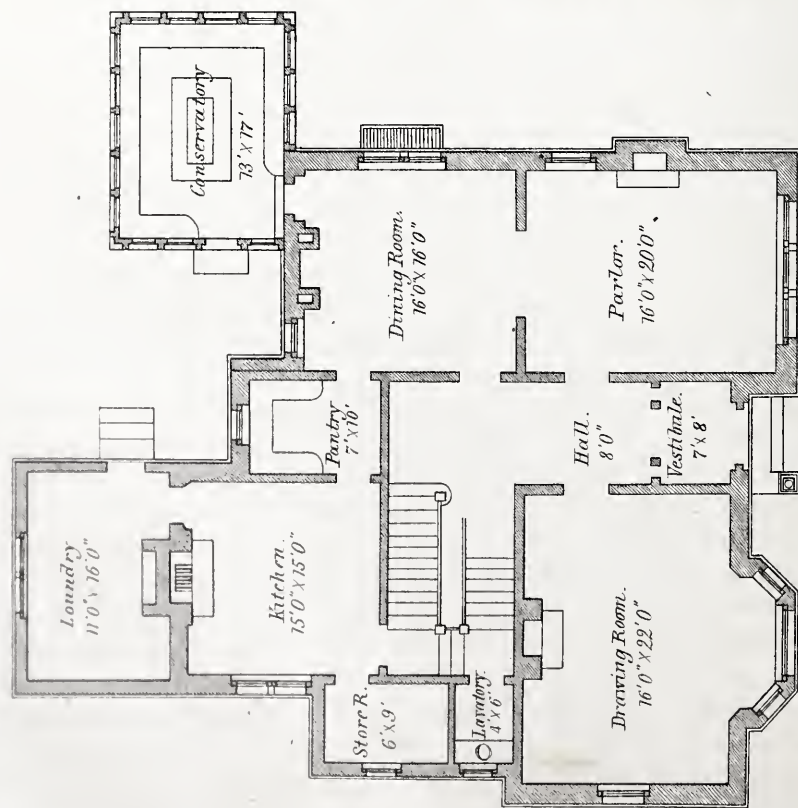 Conservatory
13' X 17'
Dining Room.
16'0" X 16'0"
Parlor.
16'0" X 20'0"
Pantry
7' X 10'
Hall.
8'0"
Vestibule.
7' X 8'
Laundry
11'0" X 16'0"
Kitchen.
15'0" X 15'0"
Store R.
6' X 9'
Lavatory.
4' X 6'
Drawing Room.
16'0" X 22'0"